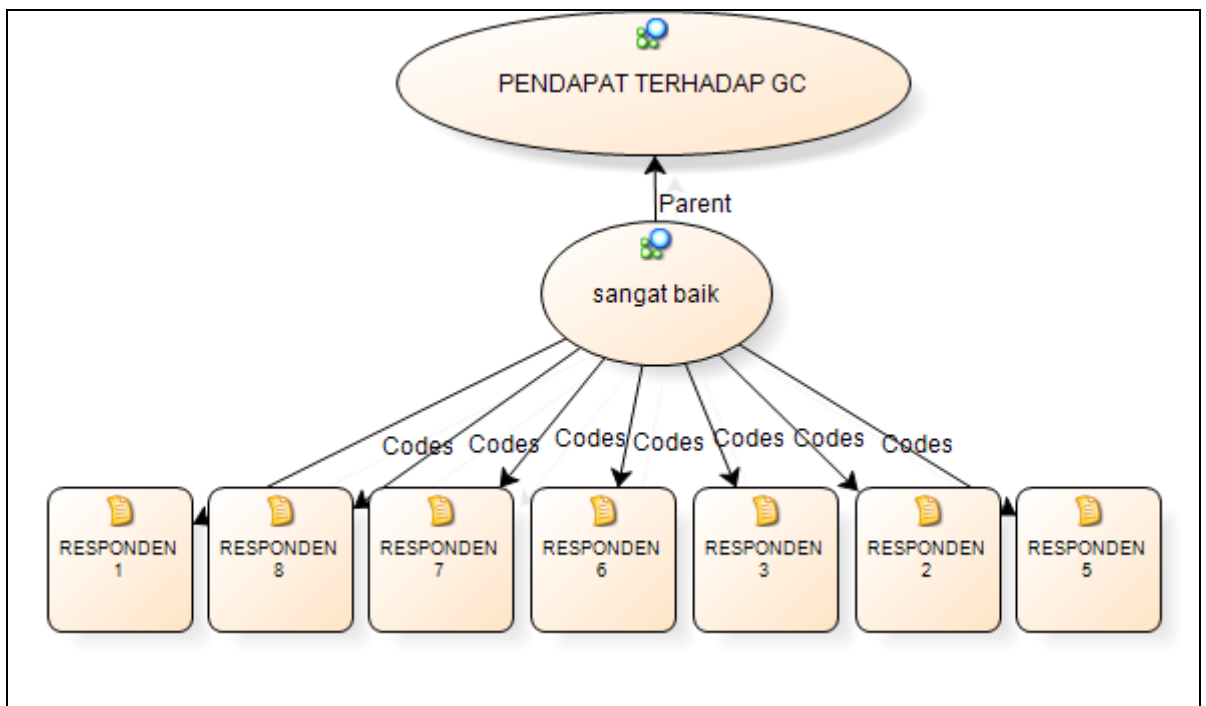 PENDAPAT TERHADAP GC
Parent
sangat baik
Codes Codes Codes Codes Codes Codes Codes
RESPONDEN
1
RESPONDEN
8
RESPONDEN
7
RESPONDEN
6
RESPONDEN
3
RESPONDEN
2
RESPONDEN
5